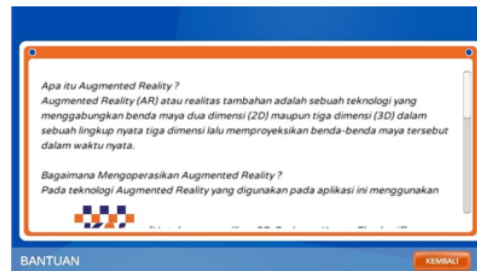 Apa itu Augmented Reality ?
Augmented Reality (AR) atau realitas tambahan adalah sebuah teknologi yang
menggabungkan benda maya dua dimensi (2D) maupun tiga dimensi (3D) dalam
sebuah lingkup nyata tiga dimensi lalu memproyeksikan benda-benda maya tersebut
dalam waktu nyata.
Bagaimana Mengoperasikan Augmented Reality ?
Pada teknologi Augmented Reality yang digunakan pada aplikasi ini menggunakan
BANTUAN
KEMBALI